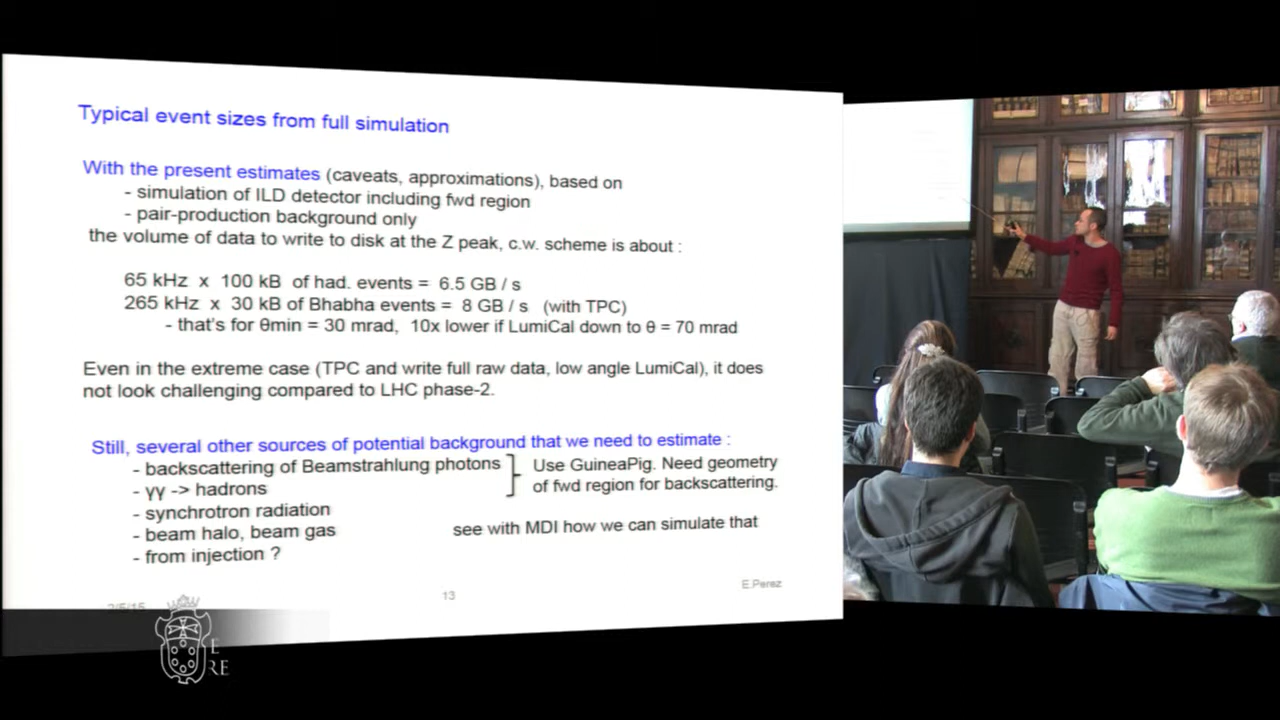 Typical event sizes from full simulation
With the present estimates (caveats, approximations), based on
- simulation of ILD detector including fwd region
- pair-production background only
the volume of data to write to disk at the Z peak, c.w. scheme is about :
65 kHz x 100 kB of had. events = 6.5 GB / s
265 kHz x 30 kB of Bhabha events = 8 GB / s (with TPC)
- that's for θmin = 30 mrad, 10x lower if LumiCal down to θ = 70 mrad
Even in the extreme case (TPC and write full raw data, low angle LumiCal), it does
not look challenging compared to LHC phase-2.
Still, several other sources of potential background that we need to estimate :
- backscattering of Beamstrahlung photons
- γγ -> hadrons
- synchrotron radiation
- beam halo, beam gas
- from injection ?
Use GuineaPig. Need geometry
of fwd region for backscattering.
see with MDI how we can simulate that
13
E.Perez
E
RE